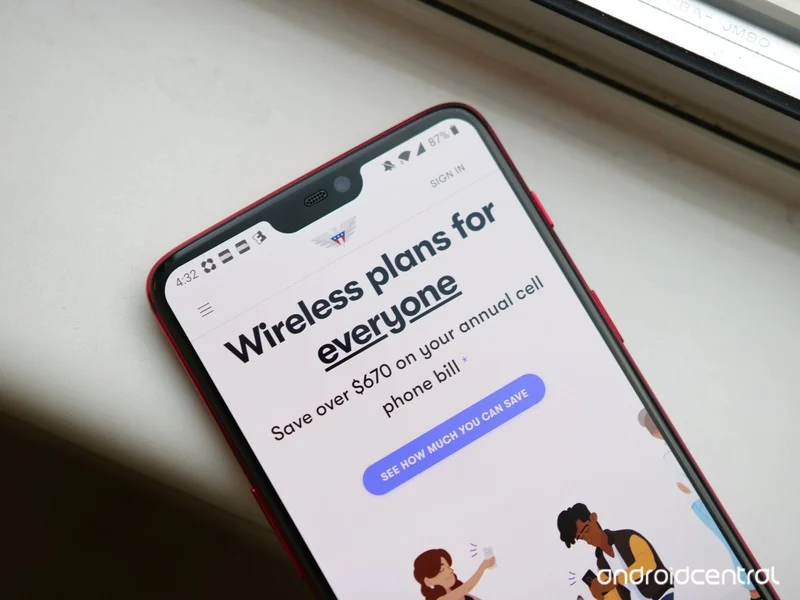 4:32
87%
SIGN IN
Wireless plans for
everyone
Save over $670 on your annual cell
phone bill *
SEE HOW MUCH YOU CAN SAVE
androidcentral